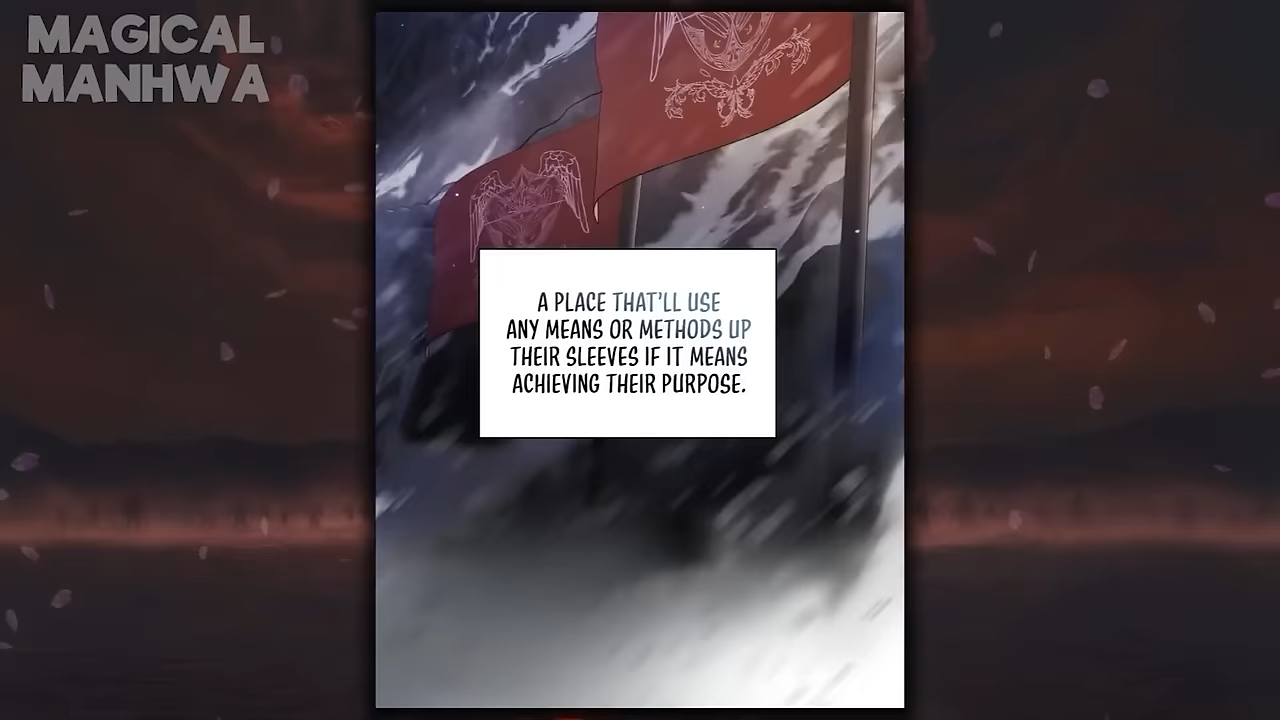 MAGICAL
MANHWA
A PLACE THAT'LL USE
ANY MEANS OR METHODS UP
THEIR SLEEVES IF IT MEANS
ACHIEVING THEIR PURPOSE.